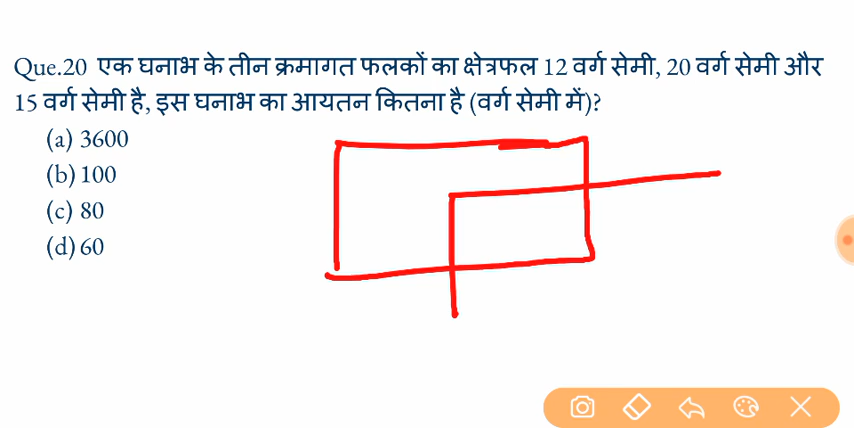 Que.20 एक घनाभ के तीन क्रमागत फलकों का क्षेत्रफल 12 वर्ग सेमी, 20 वर्ग सेमी और
15 वर्ग सेमी है, इस घनाभ का आयतन कितना है (वर्ग सेमी में)?
(a) 3600
(b) 100
(c) 80
(d) 60